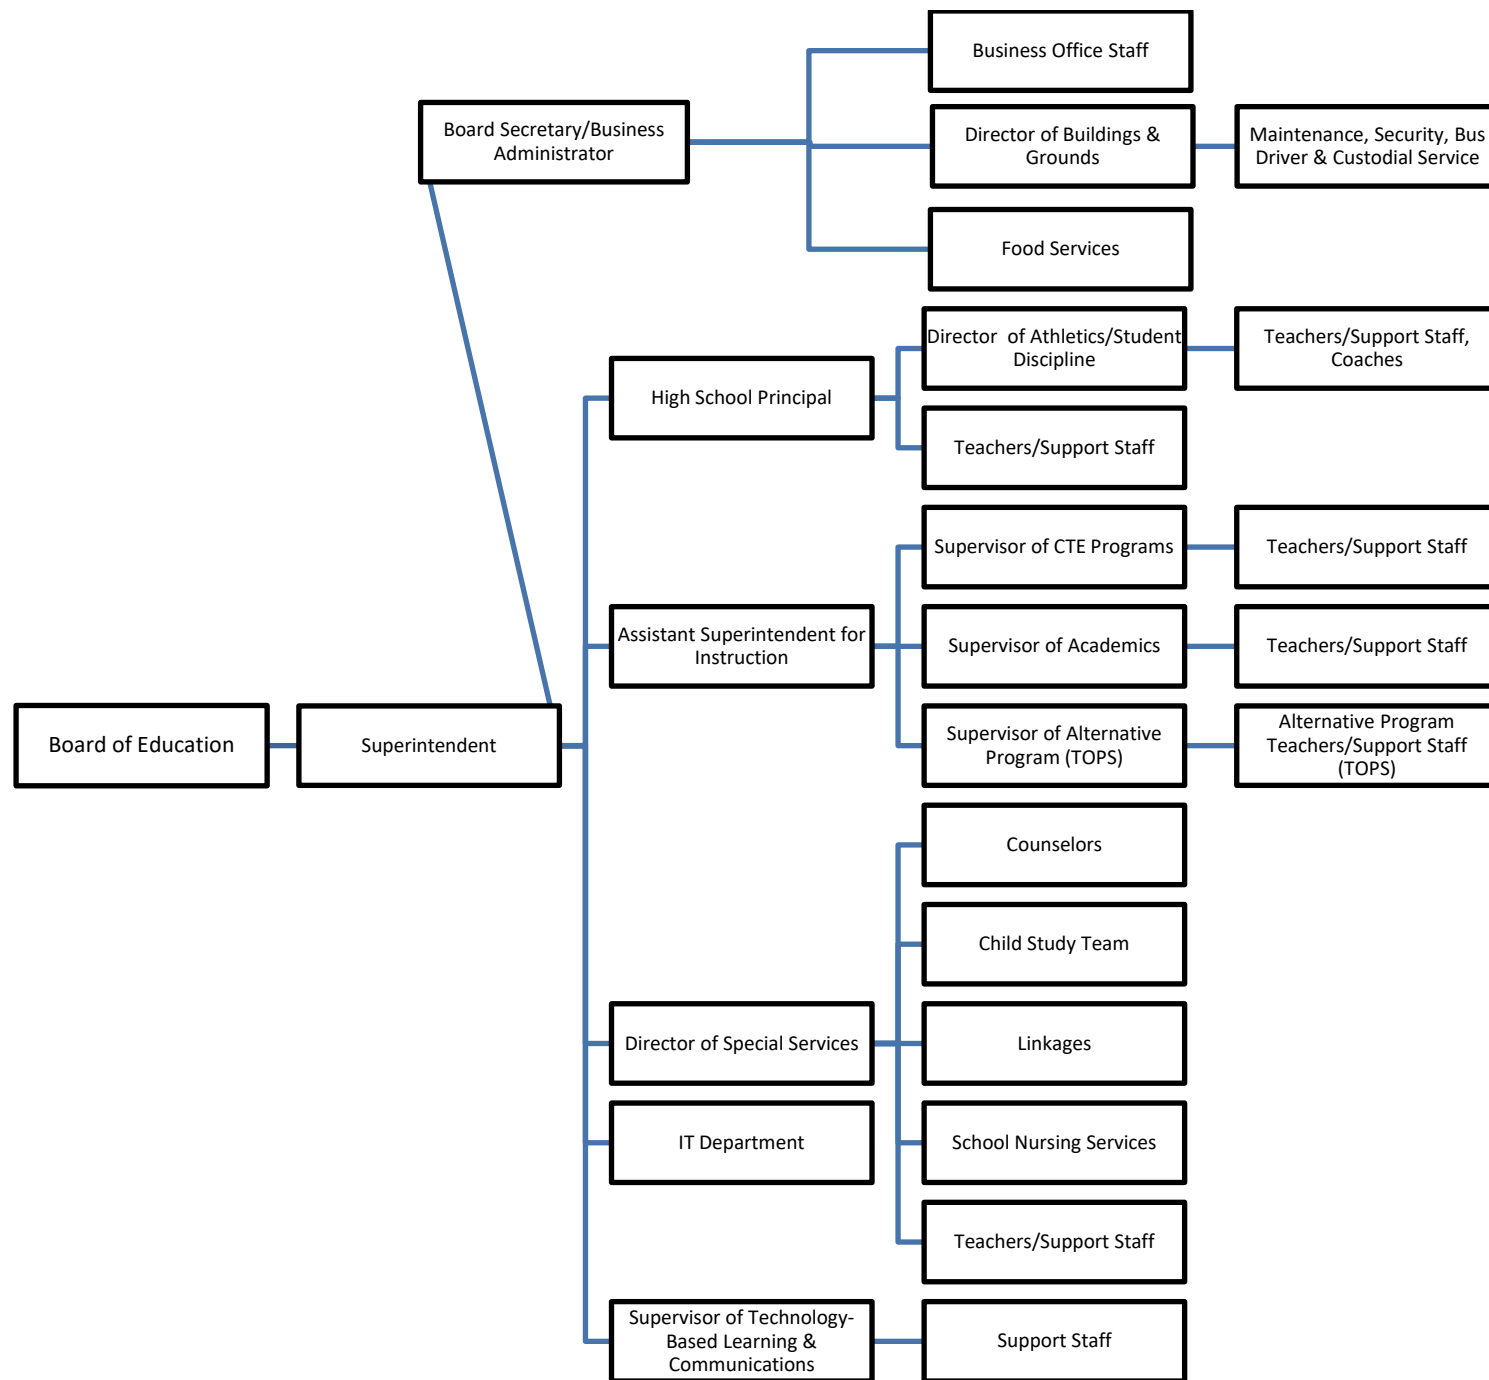 Business Office Staff
Board Secretary/Business
Administrator
Director of Buildings &
Grounds
Maintenance, Security, Bus
Driver & Custodial Service
Food Services
Director  of Athletics/Student
Discipline
Teachers/Support Staff,
Coaches
High School Principal
Teachers/Support Staff
Supervisor of CTE Programs
Teachers/Support Staff
Assistant Superintendent for
Instruction
Supervisor of Academics
Teachers/Support Staff
Board of Education
Superintendent
Supervisor of Alternative
Program (TOPS)
Alternative Program
Teachers/Support Staff
(TOPS)
Counselors
Child Study Team
Director of Special Services
Linkages
IT Department
School Nursing Services
Teachers/Support Staff
Supervisor of Technology-
Based Learning &
Communications
Support Staff